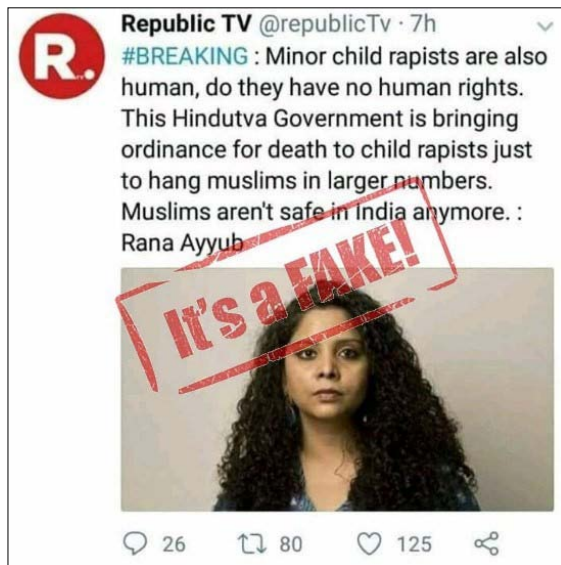 R.
Republic TV @republicTv · 7h
#BREAKING : Minor child rapists are also
human, do they have no human rights.
This Hindutva Government is bringing
ordinance for death to child rapists just
to hang muslims in larger numbers.
Muslims aren't safe in India anymore. :
Rana Ayyub
It's a FAKE!
26 80 125